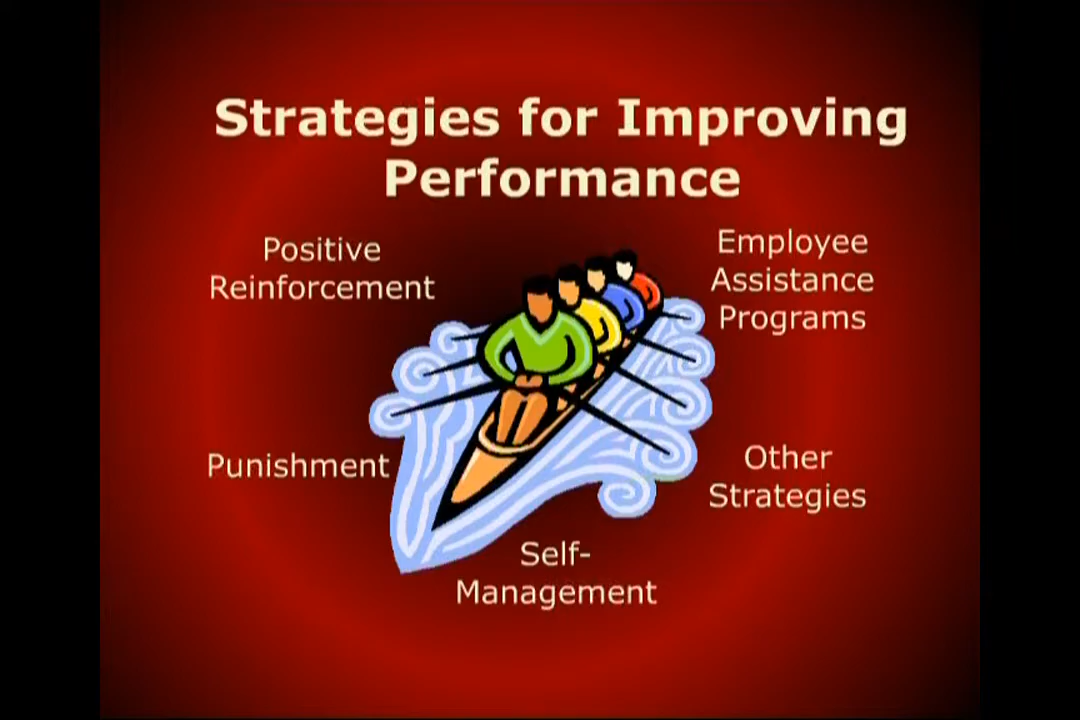 Strategies for Improving
Performance
Positive
Reinforcement
Employee
Assistance
Programs
Punishment
Other
Strategies
Self-
Management